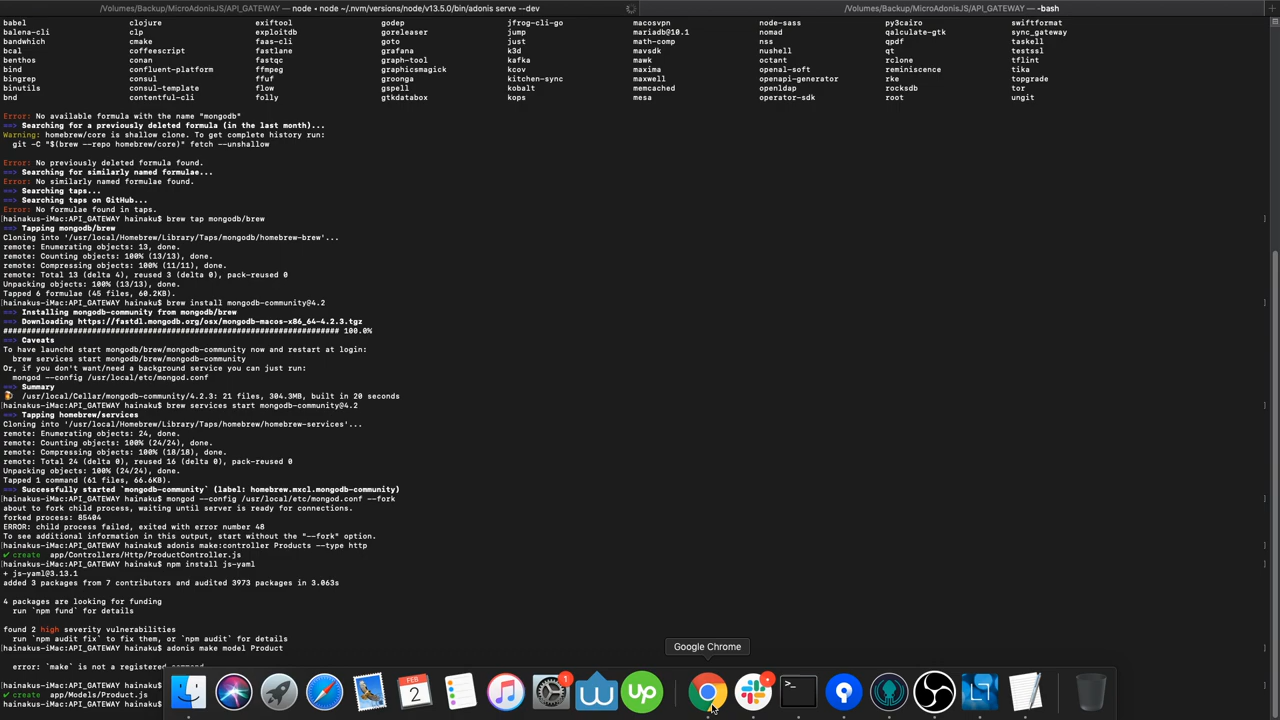 /Volumes/Backup/MicroAdonisJS/API_GATEWAY — node • node ~/.nvm/versions/node/v13.5.0/bin/adonis serve --dev
/Volumes/Backup/MicroAdonisJS/API_GATEWAY — -bash
babel clojure exiftool godep jfrog-cli-go macosvpn node-sass py3cairo swiftformat
balena-cli clp exploitdb goreleaser jump mariadb@10.1 nomad qalculate-gtk sync_gateway
bandwhich cmake faas-cli goto just math-comp nss qpdf taskell
bcal coffeescript fastlane grafana k3d mavsdk nushell qt testssl
benthos conan fastqc graph-tool kafka mawk octant rclone tflint
bind confluent-platform ffmpeg graphicsmagick kitchen-sync maxima openal-soft reminiscence tika
bingrep consul ffuf groonga kobalt maxwell openapi-generator rke topgrade
binutils consul-template flow gspell kops memcached openldap rocksdb tor
bnd contentful-cli folly gtkdatabox mesa operator-sdk root ungit
Error: No available formula with the name "mongodb"
==> Searching for a previously deleted formula (in the last month)...
Warning: homebrew/core is shallow clone. To get complete history run:
git -C "$(brew --repo homebrew/core)" fetch --unshallow
Error: No previously deleted formula found.
==> Searching for similarly named formulae...
Error: No similarly named formulae found.
==> Searching taps...
==> Searching taps on GitHub...
Error: No formulae found in taps.
[hainakus-iMac:API_GATEWAY hainaku$ brew tap mongodb/brew ]
==> Tapping mongodb/brew
Cloning into '/usr/local/Homebrew/Library/Taps/mongodb/homebrew-brew'...
remote: Enumerating objects: 13, done.
remote: Counting objects: 100% (13/13), done.
remote: Compressing objects: 100% (11/11), done.
remote: Total 13 (delta 4), reused 3 (delta 0), pack-reused 0
Unpacking objects: 100% (13/13), done.
Tapped 6 formulae (45 files, 60.2KB).
[hainakus-iMac:API_GATEWAY hainaku$ brew install mongodb-community@4.2 ]
==> Installing mongodb-community from mongodb/brew
==> Downloading https://fastdl.mongodb.org/osx/mongodb-macos-x86_64-4.2.3.tgz
######################################################################## 100.0%
==> Caveats
To have launchd start mongodb/brew/mongodb-community now and restart at login:
brew services start mongodb/brew/mongodb-community
Or, if you don't want/need a background service you can just run:
mongod --config /usr/local/etc/mongod.conf
==> Summary
🍺 /usr/local/Cellar/mongodb-community/4.2.3: 21 files, 304.3MB, built in 20 seconds
[hainakus-iMac:API_GATEWAY hainaku$ brew services start mongodb-community@4.2 ]
==> Tapping homebrew/services
Cloning into '/usr/local/Homebrew/Library/Taps/homebrew/homebrew-services'...
remote: Enumerating objects: 24, done.
remote: Counting objects: 100% (24/24), done.
remote: Compressing objects: 100% (18/18), done.
remote: Total 24 (delta 0), reused 16 (delta 0), pack-reused 0
Unpacking objects: 100% (24/24), done.
Tapped 1 command (61 files, 66.6KB).
==> Successfully started `mongodb-community` (label: homebrew.mxcl.mongodb-community)
[hainakus-iMac:API_GATEWAY hainaku$ mongod --config /usr/local/etc/mongod.conf --fork ]
about to fork child process, waiting until server is ready for connections.
forked process: 85404
ERROR: child process failed, exited with error number 48
To see additional information in this output, start without the "--fork" option.
[hainakus-iMac:API_GATEWAY hainaku$ adonis make:controller Products --type http ]
✔ create app/Controllers/Http/ProductController.js
[hainakus-iMac:API_GATEWAY hainaku$ npm install js-yaml ]
+ js-yaml@3.13.1
added 3 packages from 7 contributors and audited 3973 packages in 3.063s
4 packages are looking for funding
run `npm fund` for details
found 2 high severity vulnerabilities
run `npm audit fix` to fix them, or `npm audit` for details
[hainakus-iMac:API_GATEWAY hainaku$ adonis make model Product ]
Google Chrome
error: `make` is not a registered command
[hainakus-iMac:API_GATEWAY
✔ create app/Models/Product.js
hainakus-iMac:API_GATEWAY
FEB
2
1
up
>_